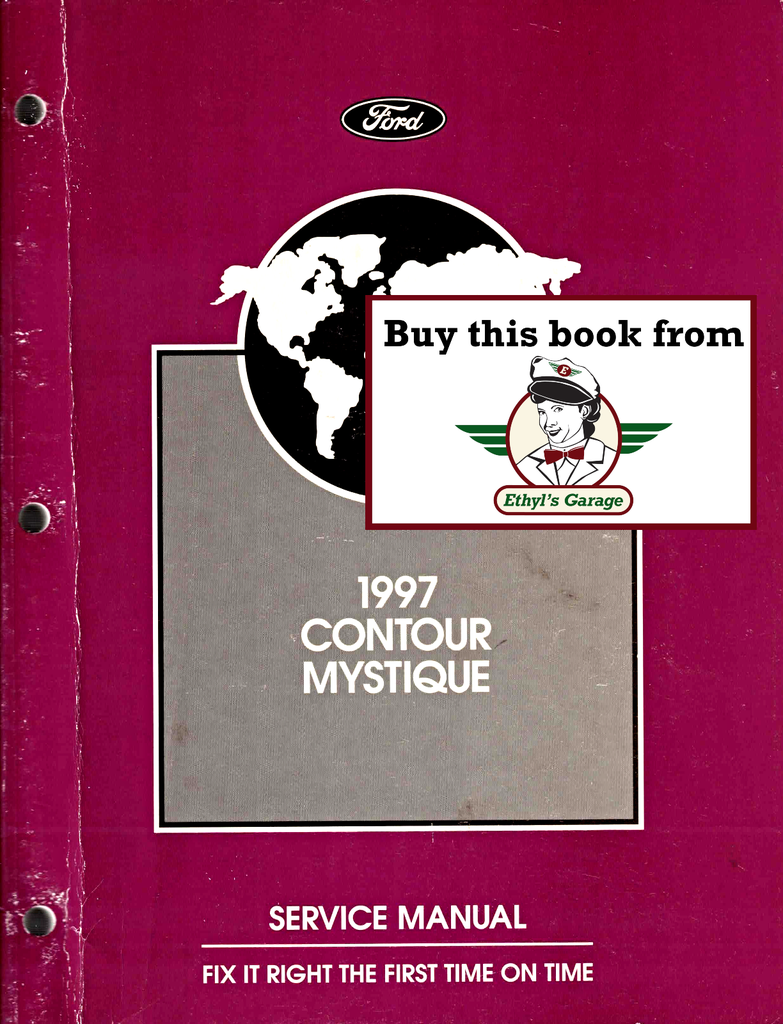 Ford
Buy this book from
E
Ethyl's Garage
1997
CONTOUR
MYSTIQUE
SERVICE MANUAL
FIX IT RIGHT THE FIRST TIME ON TIME